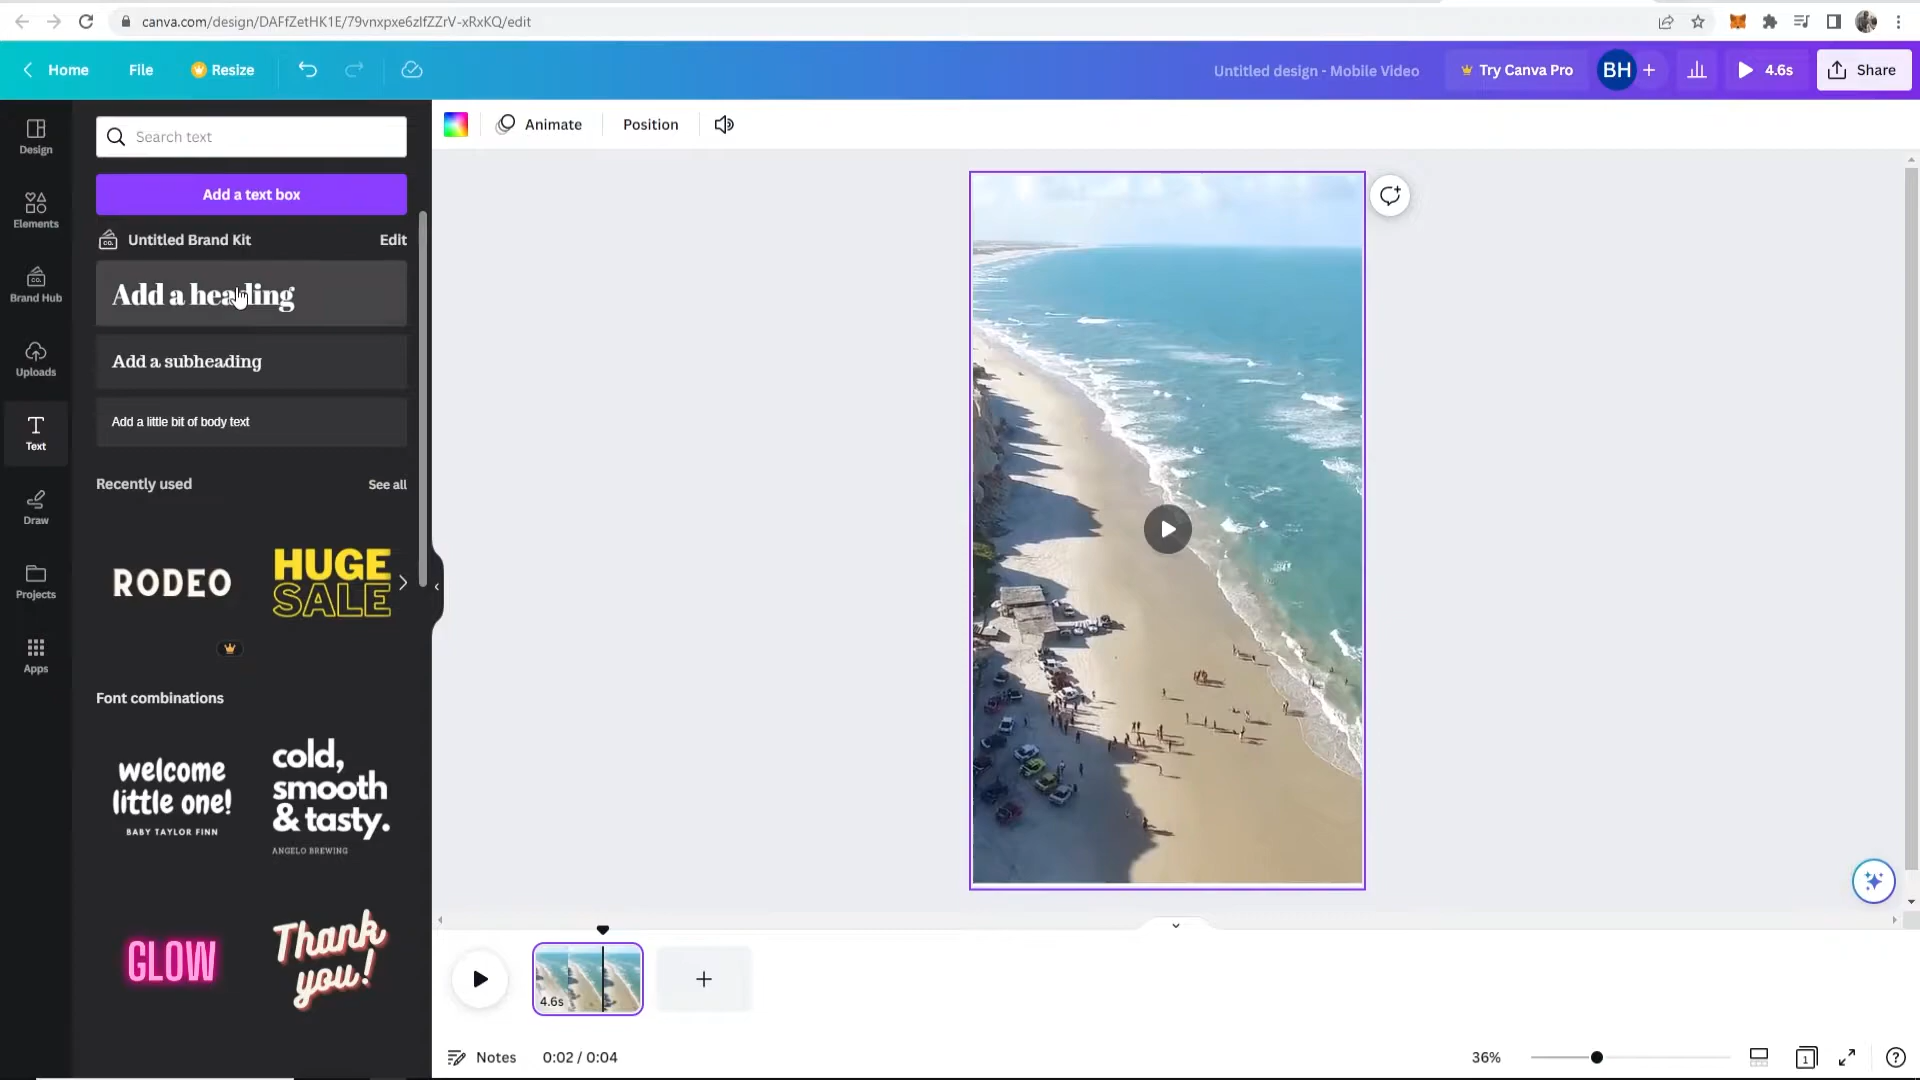 canva.com/design/DAFfZetHK1E/79vnxpxe6zlfZZrV-xRxKQ/edit
Home
File
Resize
Untitled design - Mobile Video
Try Canva Pro
BH
+
4.6s
Share
Design
Search text
Animate
Position
Add a text box
Elements
Untitled Brand Kit
Edit
Brand Hub
CO.
Add a heading
Uploads
Add a subheading
Text
Add a little bit of body text
Draw
Recently used
See all
Projects
RODEO
HUGE
SALE
Apps
Font combinations
welcome
little one!
BABY TAYLOR FINN
cold,
smooth
& tasty.
ANGELO BREWING
GLOW
Thank
you!
4.6s
+
Notes
0:02 / 0:04
36%
1
?